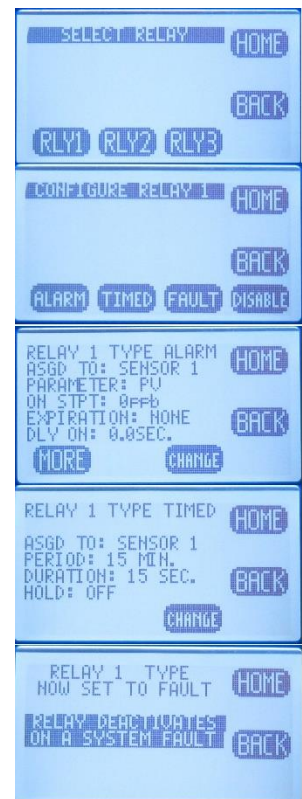 SELECT RELAY
HOME
BACK
RLY1 RLY2 RLY3
CONFIGURE RELAY 1
HOME
BACK
ALARM TIMED FAULT DISABLE
RELAY 1 TYPE ALARM
HOME
ASGD TO: SENSOR 1
PARAMETER: PV
ON STPT: 0ppb
EXPIRATION: NONE
BACK
DLY ON: 0.0SEC.
MORE CHANGE
RELAY 1 TYPE TIMED
HOME
ASGD TO: SENSOR 1
PERIOD: 15 MIN.
DURATION: 15 SEC.
BACK
HOLD: OFF
CHANGE
RELAY 1 TYPE
HOME
NOW SET TO FAULT
RELAY DEACTIVATES
ON A SYSTEM FAULT
BACK